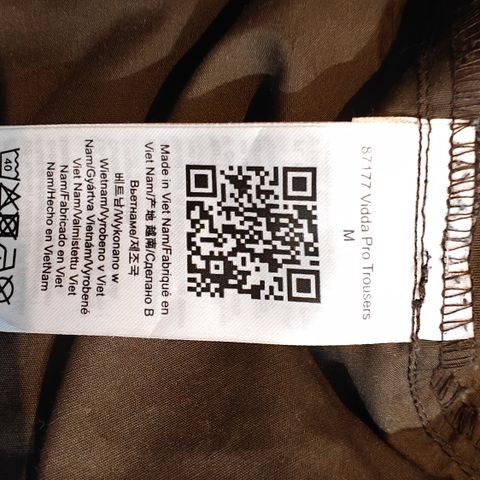 87177 Vidda Pro Trousers
M
Made in Viet Nam/Fabriqué en
Viet Nam/产地 越南/Сделано В
Вьетнаме/제조국
베트남/Wykonano w
Wietnam/Vyrobeno v Viet
Nam/Gyártva Vietnám/Vyrobené
Viet Nam/Valmistettu Viet
Nam/Fabricado en Viet
Nam/Hecho en VietNam
40